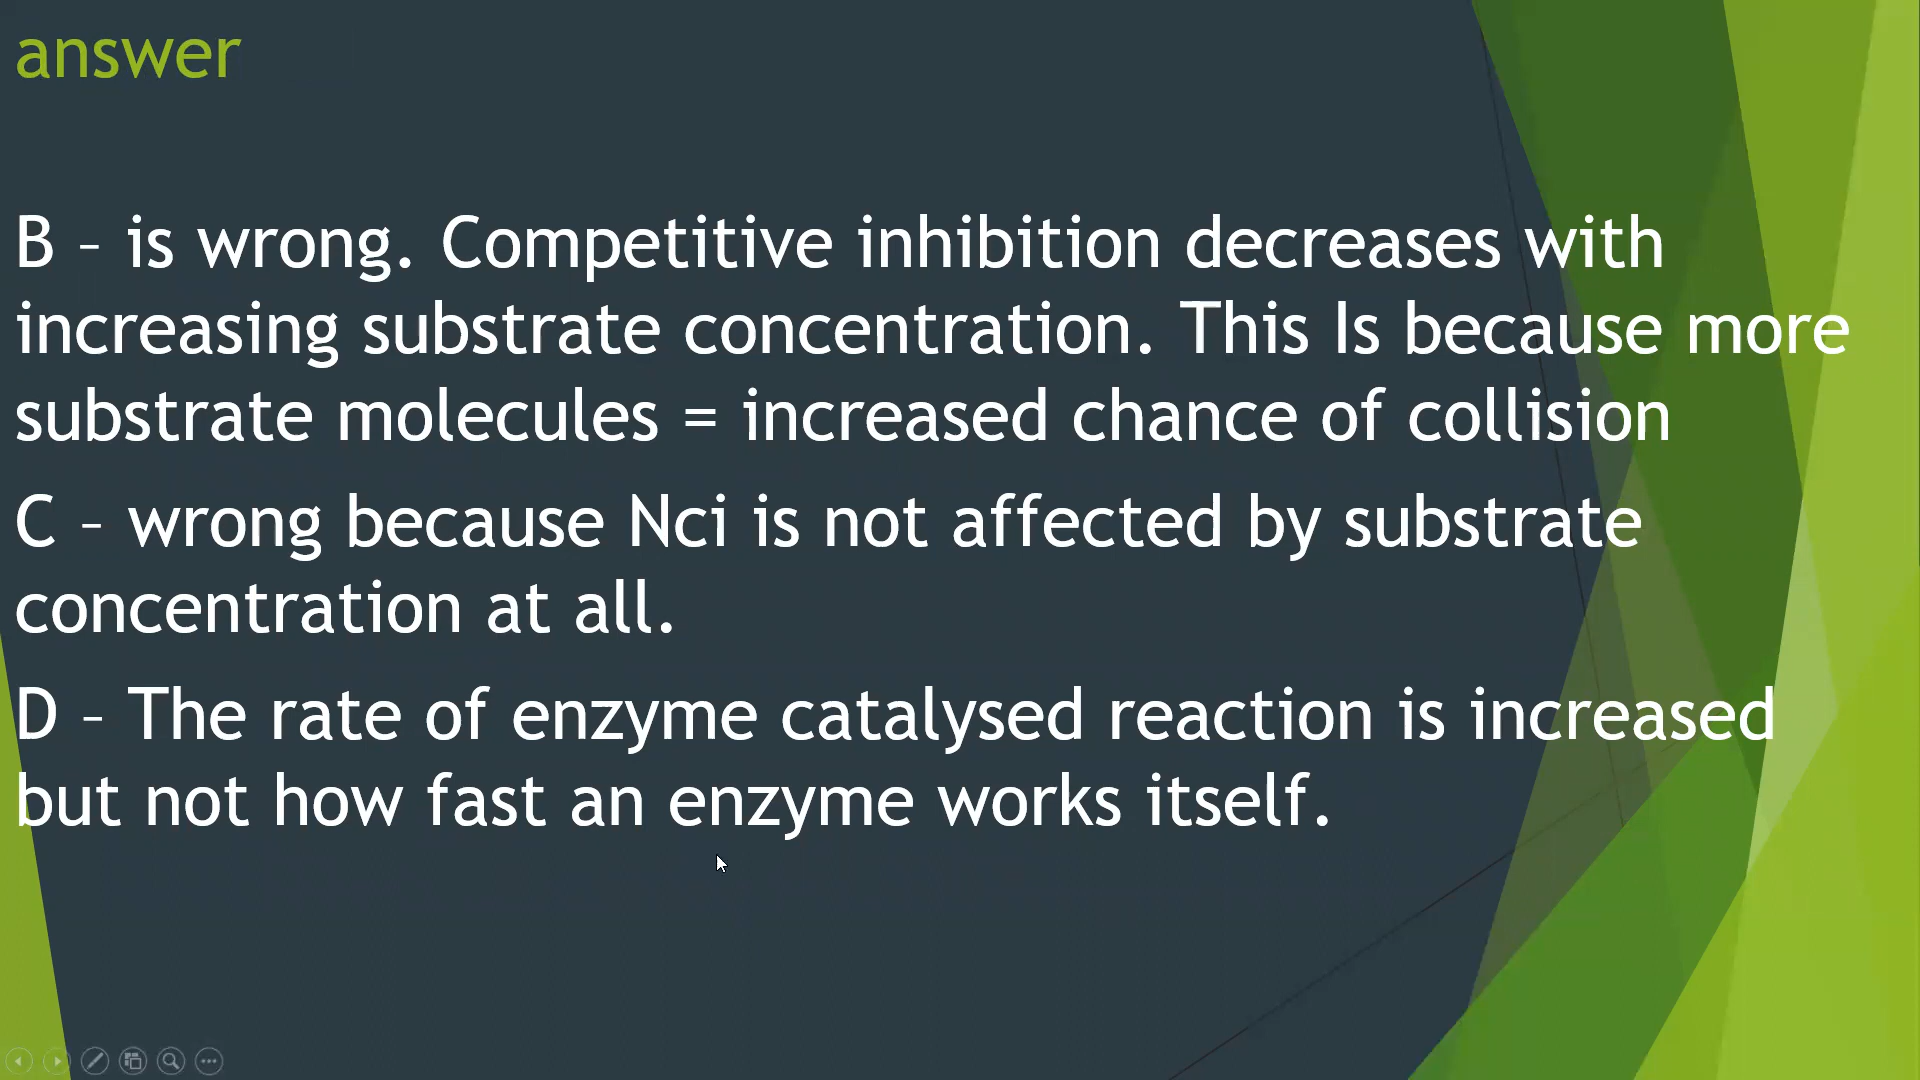 answer
B – is wrong. Competitive inhibition decreases with
increasing substrate concentration. This Is because more
substrate molecules = increased chance of collision
C – wrong because Nci is not affected by substrate
concentration at all.
D – The rate of enzyme catalysed reaction is increased
but not how fast an enzyme works itself.